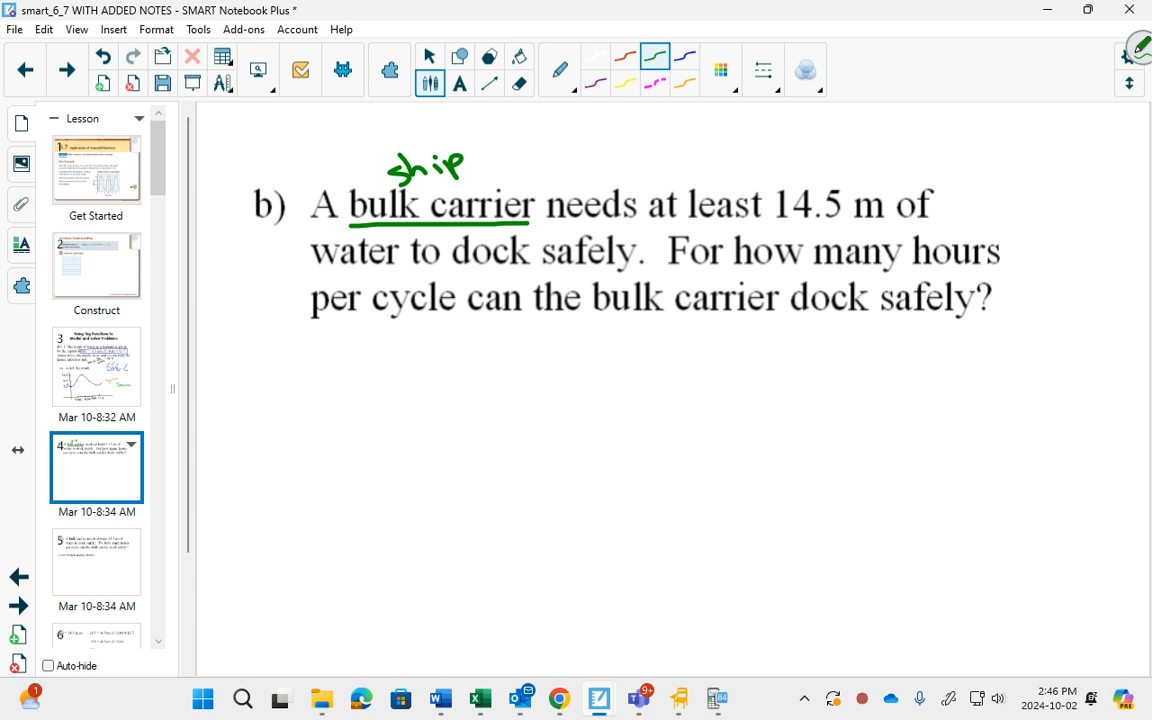 smart_6_7 WITH ADDED NOTES - SMART Notebook Plus *
File Edit View Insert Format Tools Add-ons Account Help
Lesson
Get Started
Construct
Mar 10-8:32 AM
Mar 10-8:34 AM
Mar 10-8:34 AM
Auto-hide
ship
b) A bulk carrier needs at least 14.5 m of
water to dock safely. For how many hours
per cycle can the bulk carrier dock safely?
2:46 PM
2024-10-02